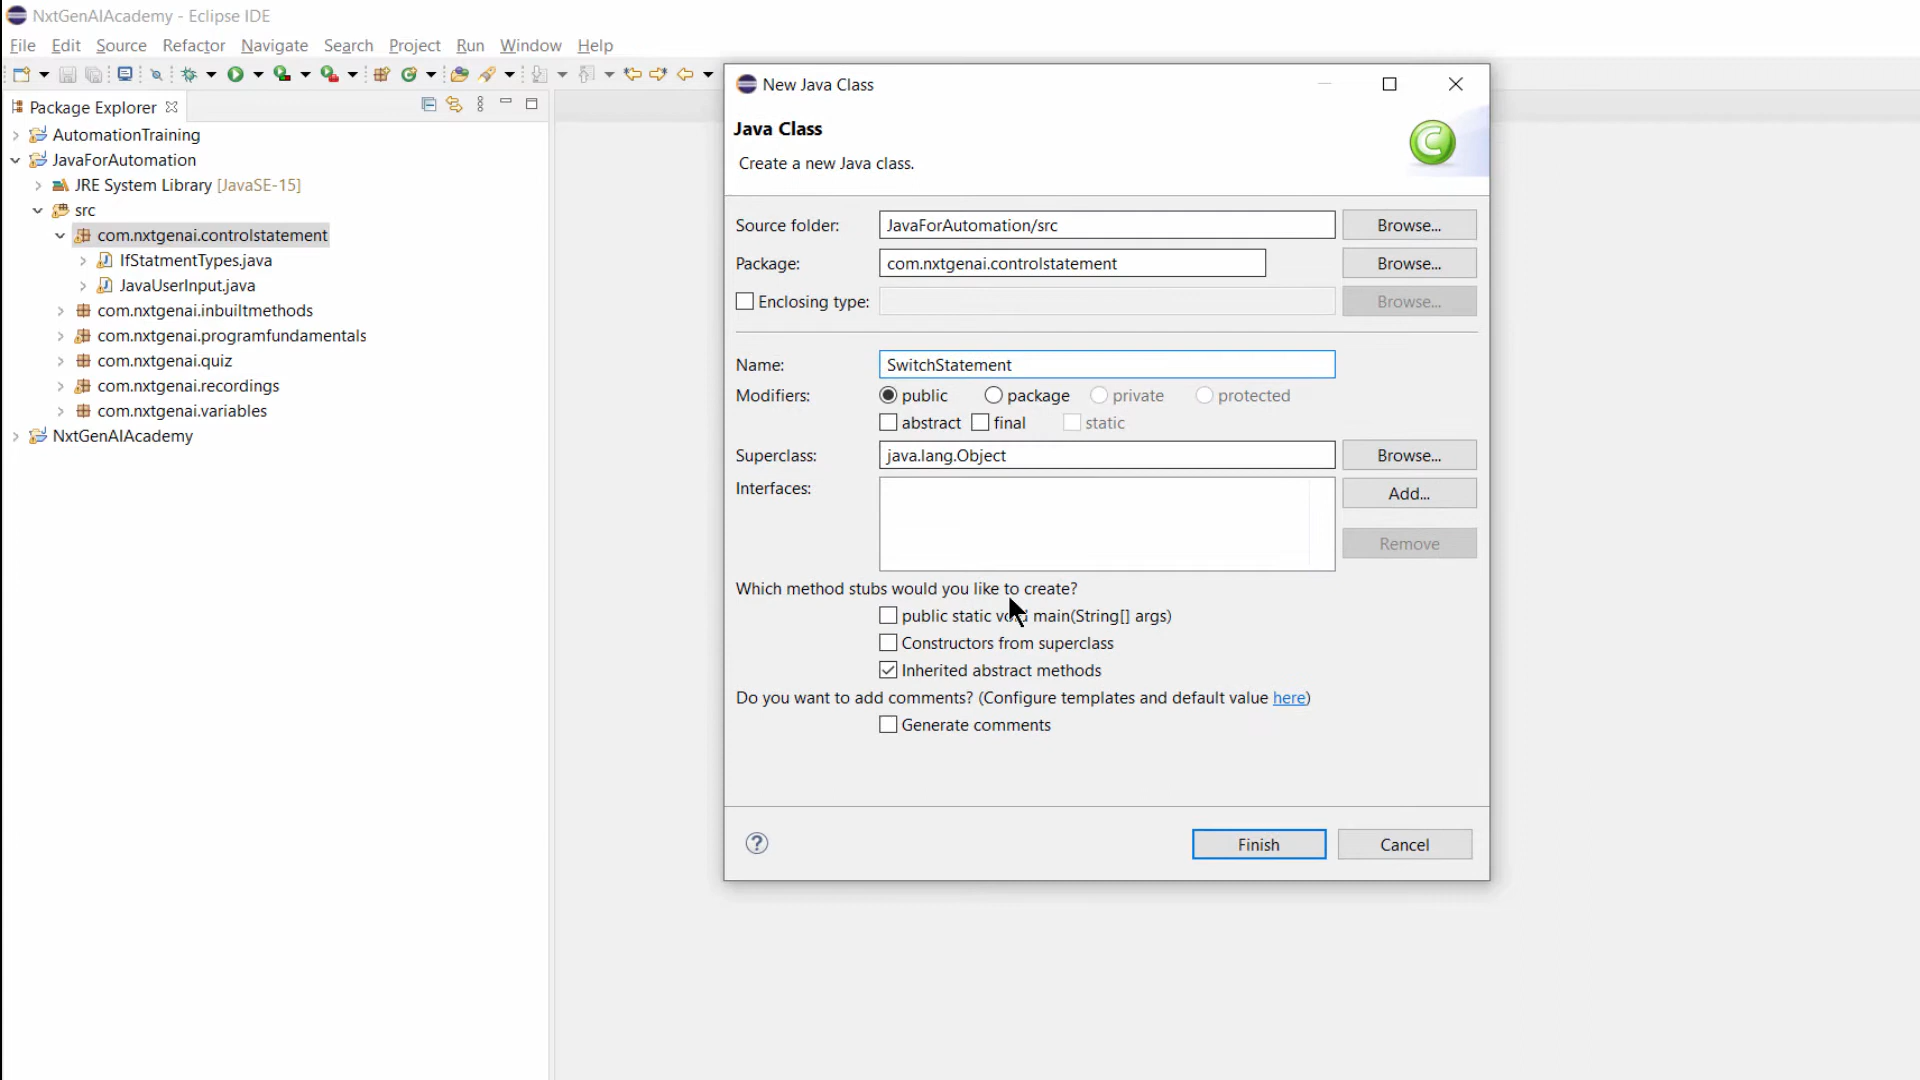 NxtGenAIAcademy - Eclipse IDE
File Edit Source Refactor Navigate Search Project Run Window Help
Package Explorer
AutomationTraining
JavaForAutomation
JRE System Library [JavaSE-15]
src
com.nxtgenai.controlstatement
IfStatmentTypes.java
JavaUserInput.java
com.nxtgenai.inbuiltmethods
com.nxtgenai.programfundamentals
com.nxtgenai.quiz
com.nxtgenai.recordings
com.nxtgenai.variables
NxtGenAIAcademy
New Java Class
Java Class
Create a new Java class.
Source folder: JavaForAutomation/src Browse...
Package: com.nxtgenai.controlstatement Browse...
Enclosing type: Browse...
Name: SwitchStatement
Modifiers: public package private protected
abstract final static
Superclass: java.lang.Object Browse...
Interfaces: Add...
Remove
Which method stubs would you like to create?
public static void main(String[] args)
Constructors from superclass
Inherited abstract methods
Do you want to add comments? (Configure templates and default value here)
Generate comments
Finish Cancel